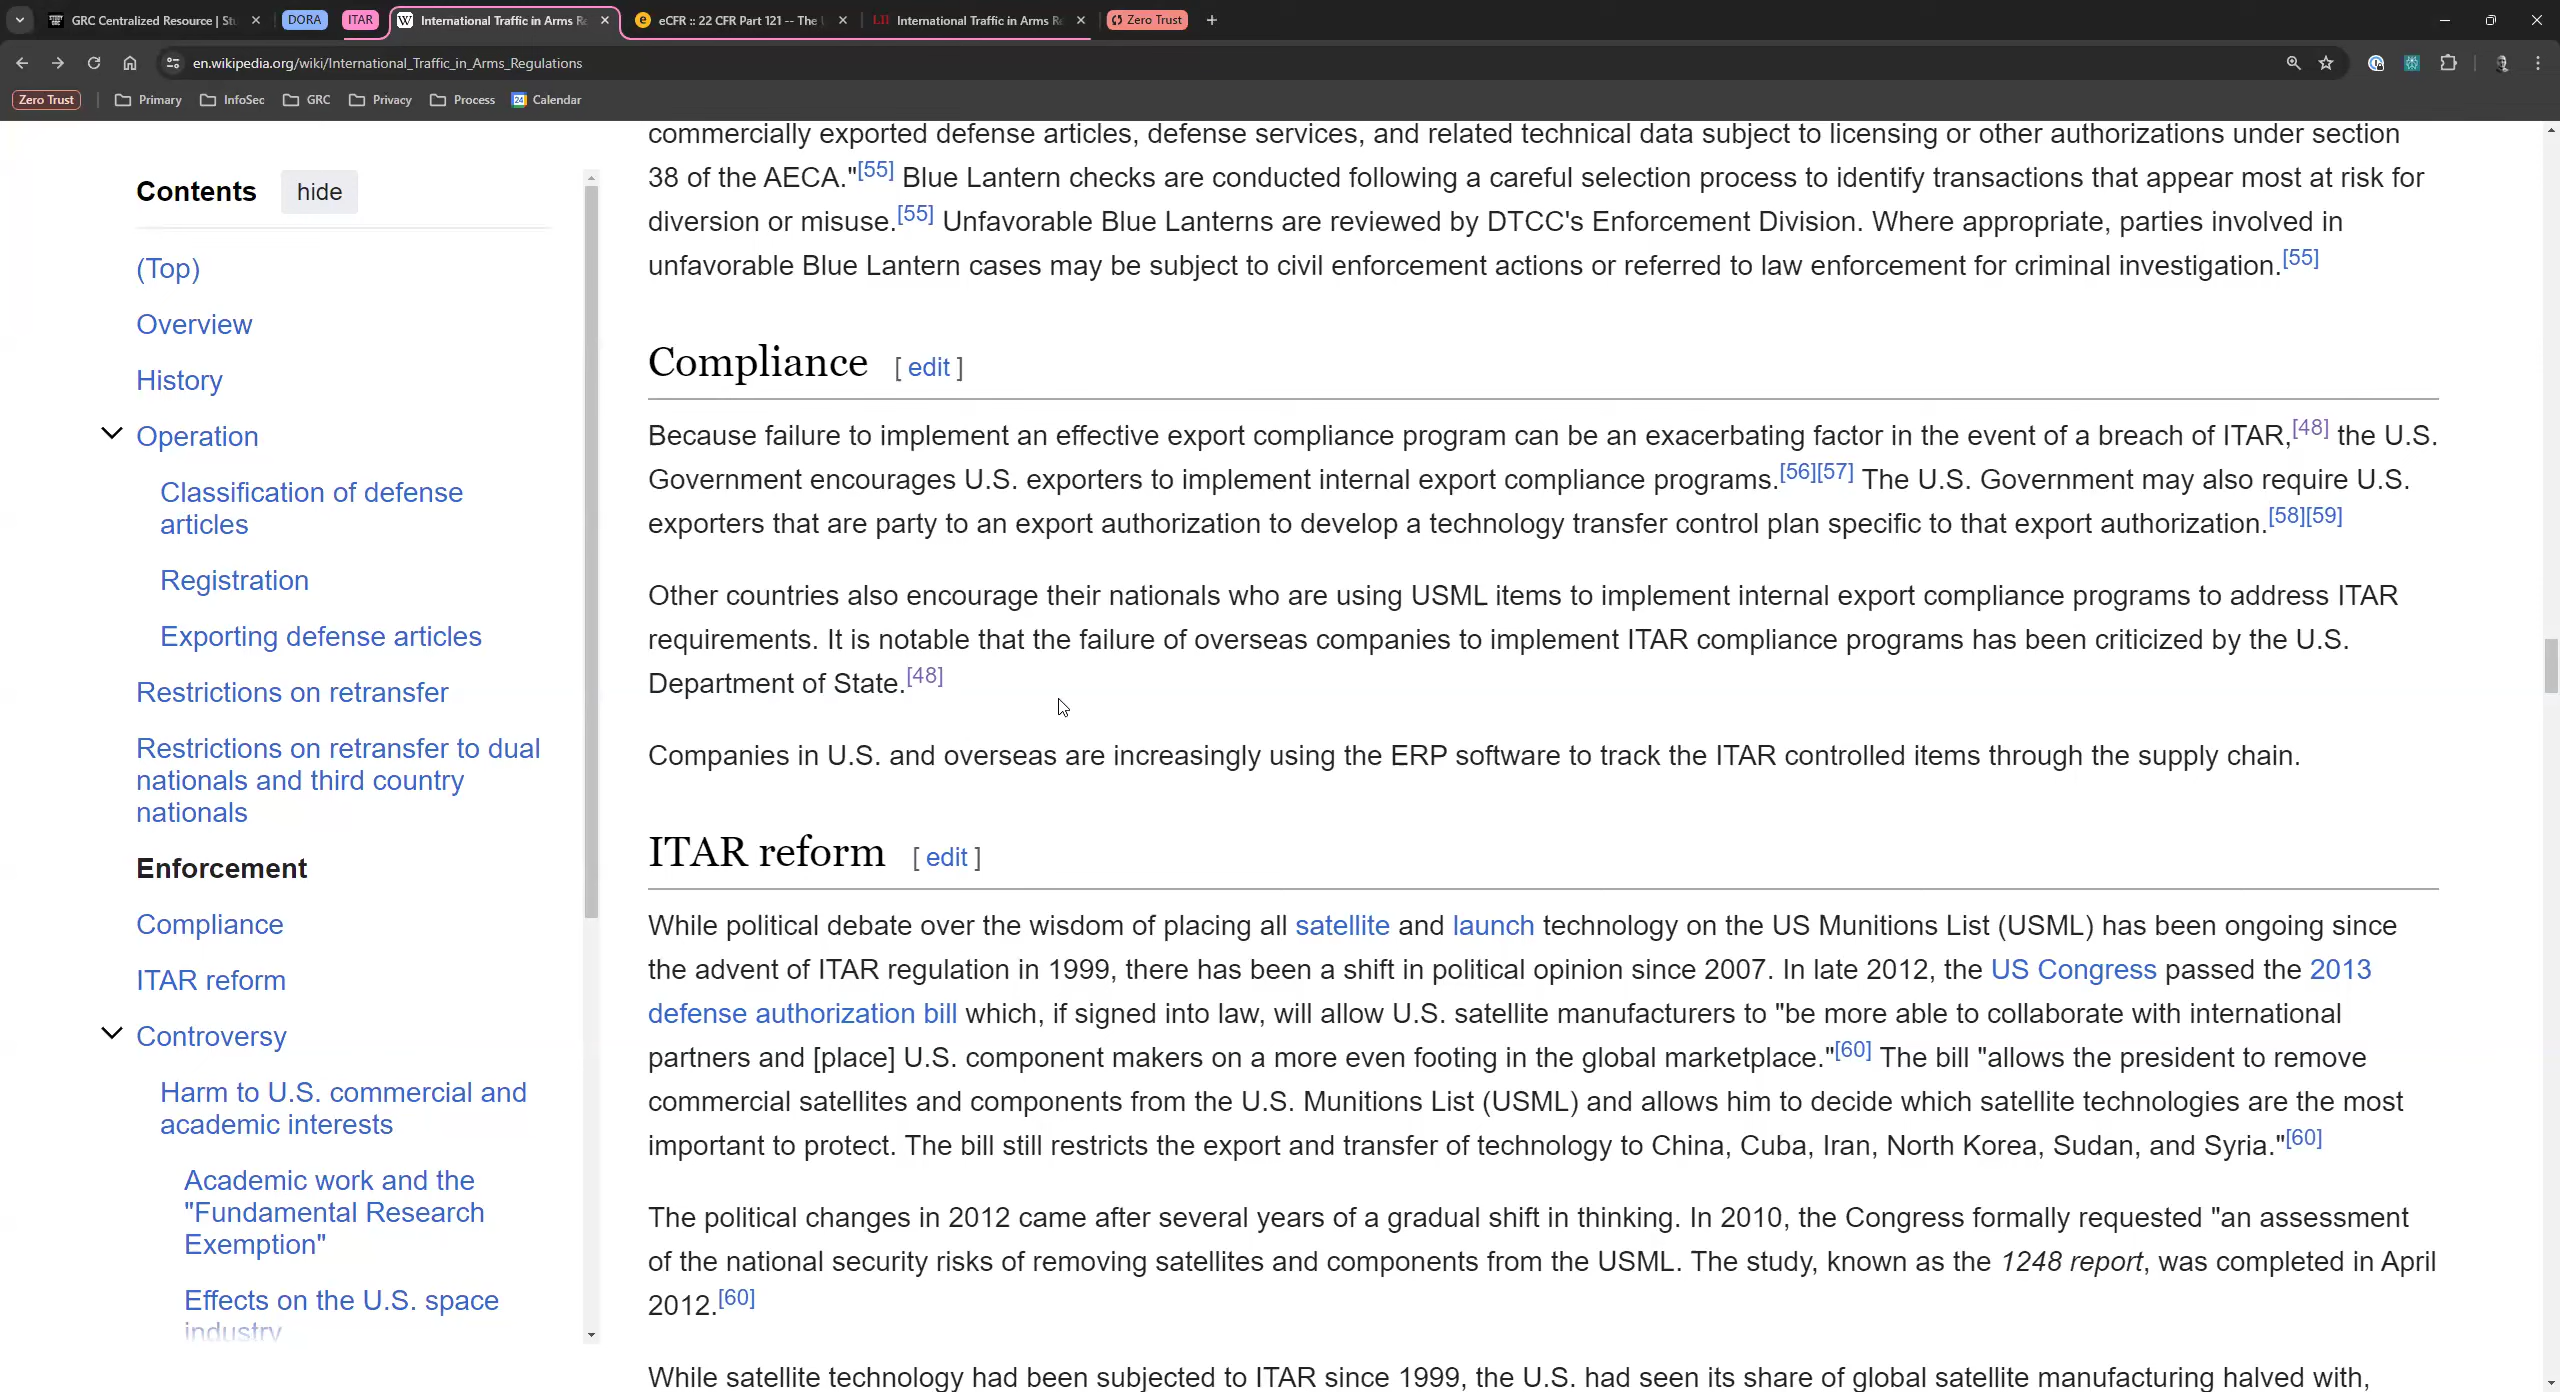 GRC Centralized Resource | St
DORA
ITAR
International Traffic in Arms Re
eCFR :: 22 CFR Part 121 -- The
International Traffic in Arms Re
Zero Trust
en.wikipedia.org/wiki/International_Traffic_in_Arms_Regulations
Zero Trust
Primary
InfoSec
GRC
Privacy
Process
Calendar
Contents
hide
(Top)
Overview
History
Operation
Classification of defense
articles
Registration
Exporting defense articles
Restrictions on retransfer
Restrictions on retransfer to dual
nationals and third country
nationals
Enforcement
Compliance
ITAR reform
Controversy
Harm to U.S. commercial and
academic interests
Academic work and the
"Fundamental Research
Exemption"
Effects on the U.S. space
industry
commercially exported defense articles, defense services, and related technical data subject to licensing or other authorizations under section
38 of the AECA."[55] Blue Lantern checks are conducted following a careful selection process to identify transactions that appear most at risk for
diversion or misuse.[55] Unfavorable Blue Lanterns are reviewed by DTCC's Enforcement Division. Where appropriate, parties involved in
unfavorable Blue Lantern cases may be subject to civil enforcement actions or referred to law enforcement for criminal investigation.[55]
Compliance [ edit ]
Because failure to implement an effective export compliance program can be an exacerbating factor in the event of a breach of ITAR,[48] the U.S.
Government encourages U.S. exporters to implement internal export compliance programs.[56][57] The U.S. Government may also require U.S.
exporters that are party to an export authorization to develop a technology transfer control plan specific to that export authorization.[58][59]
Other countries also encourage their nationals who are using USML items to implement internal export compliance programs to address ITAR
requirements. It is notable that the failure of overseas companies to implement ITAR compliance programs has been criticized by the U.S.
Department of State.[48]
Companies in U.S. and overseas are increasingly using the ERP software to track the ITAR controlled items through the supply chain.
ITAR reform [ edit ]
While political debate over the wisdom of placing all satellite and launch technology on the US Munitions List (USML) has been ongoing since
the advent of ITAR regulation in 1999, there has been a shift in political opinion since 2007. In late 2012, the US Congress passed the 2013
defense authorization bill which, if signed into law, will allow U.S. satellite manufacturers to "be more able to collaborate with international
partners and [place] U.S. component makers on a more even footing in the global marketplace."[60] The bill "allows the president to remove
commercial satellites and components from the U.S. Munitions List (USML) and allows him to decide which satellite technologies are the most
important to protect. The bill still restricts the export and transfer of technology to China, Cuba, Iran, North Korea, Sudan, and Syria."[60]
The political changes in 2012 came after several years of a gradual shift in thinking. In 2010, the Congress formally requested "an assessment
of the national security risks of removing satellites and components from the USML. The study, known as the 1248 report, was completed in April
2012.[60]
While satellite technology had been subjected to ITAR since 1999, the U.S. had seen its share of global satellite manufacturing halved with,